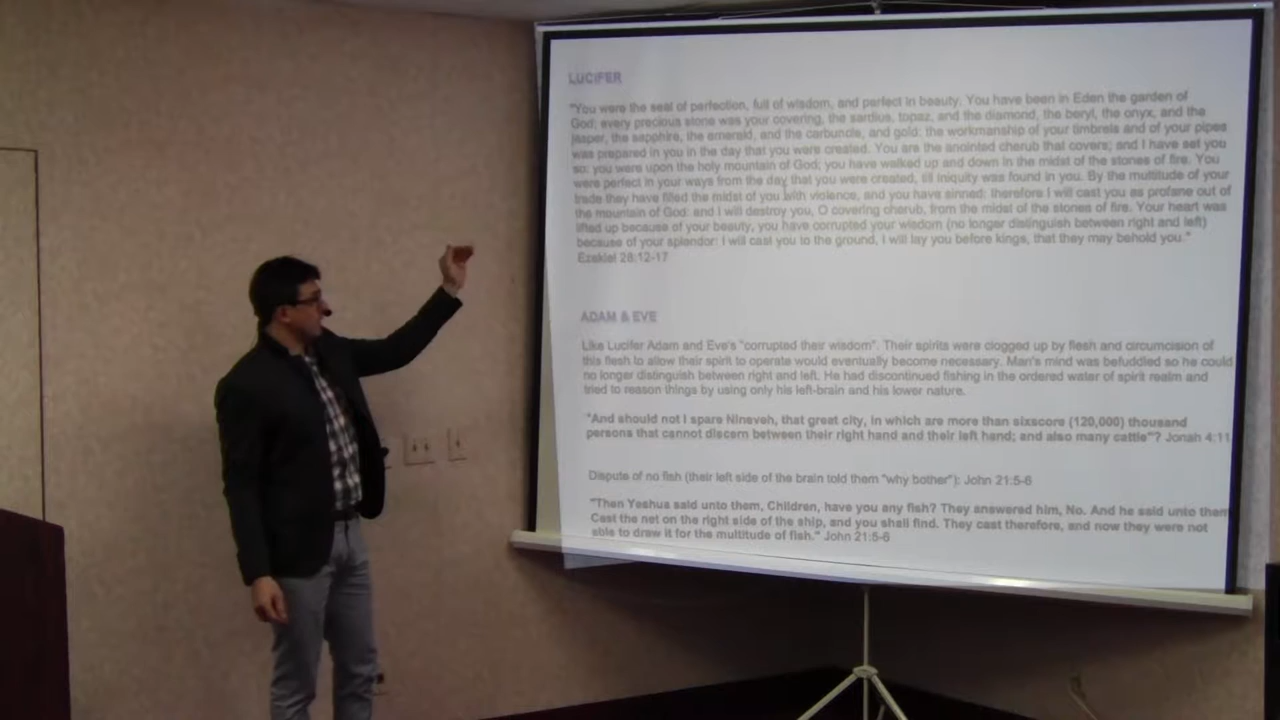 LUCIFER
"You were the seal of perfection, full of wisdom, and perfect in beauty. You have been in Eden the garden of
God; every precious stone was your covering, the sardius, topaz, and the diamond, the beryl, the onyx, and the
jasper, the sapphire, the emerald, and the carbuncle, and gold: the workmanship of your timbrels and of your pipes
was prepared in you in the day that you were created. You are the anointed cherub that covers; and I have set you
so: you were upon the holy mountain of God; you have walked up and down in the midst of the stones of fire. You
were perfect in your ways from the day that you were created, till iniquity was found in you. By the multitude of your
trade they have filled the midst of you with violence, and you have sinned: therefore I will cast you as profane out of
the mountain of God: and I will destroy you, O covering cherub, from the midst of the stones of fire. Your heart was
lifted up because of your beauty, you have corrupted your wisdom (no longer distinguish between right and left)
because of your splendor: I will cast you to the ground, I will lay you before kings, that they may behold you."
Ezekiel 28:12-17
ADAM & EVE
Like Lucifer Adam and Eve's "corrupted their wisdom". Their spirits were clogged up by flesh and circumcision of
this flesh to allow their spirit to operate would eventually become necessary. Man's mind was befuddled so he could
no longer distinguish between right and left. He had discontinued fishing in the ordered water of spirit realm and
tried to reason things by using only his left-brain and his lower nature.
"And should not I spare Nineveh, that great city, in which are more than sixscore (120,000) thousand
persons that cannot discern between their right hand and their left hand; and also many cattle"? Jonah 4:11
Dispute of no fish (their left side of the brain told them "why bother"): John 21:5-6
"Then Yeshua said unto them, Children, have you any fish? They answered him, No. And he said unto them
Cast the net on the right side of the ship, and you shall find. They cast therefore, and now they were not
able to draw it for the multitude of fish." John 21:5-6